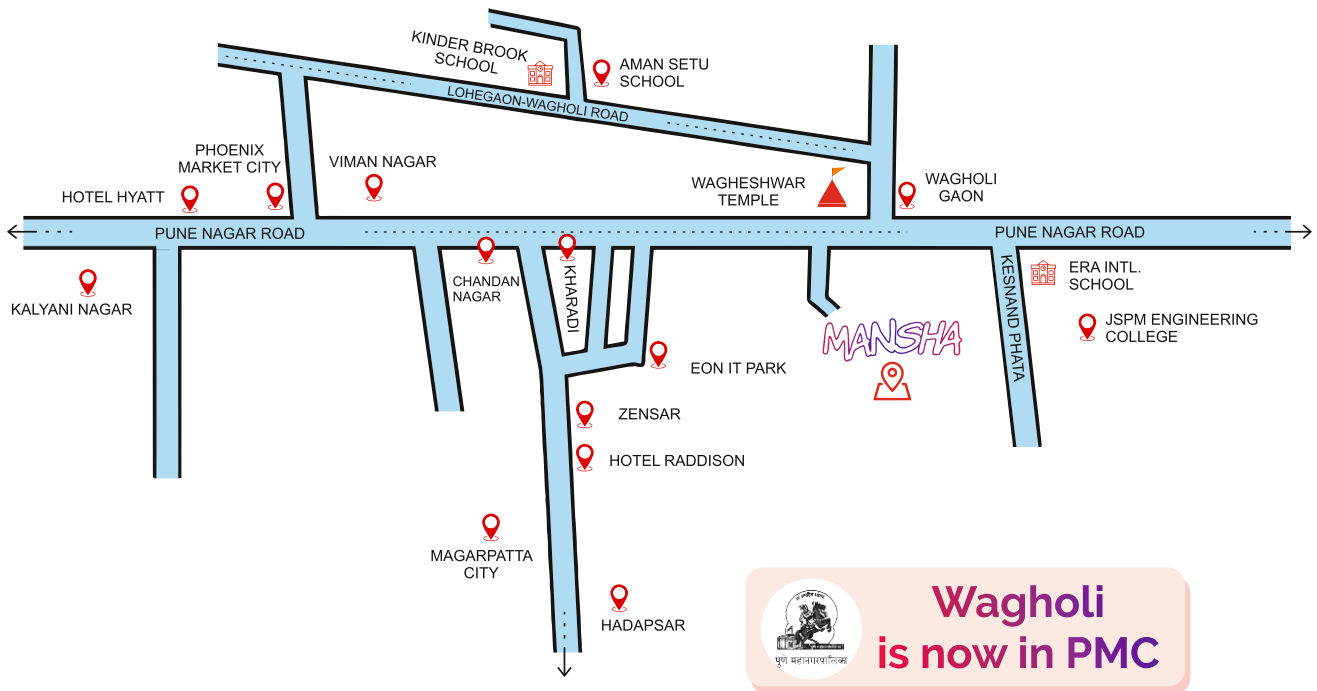 KINDER BROOK
SCHOOL
AMAN SETU
SCHOOL
LOHEGAON-WAGHOLI ROAD
PHOENIX
MARKET CITY
VIMAN NAGAR
HOTEL HYATT
WAGHESHWAR
TEMPLE
WAGHOLI
GAON
PUNE NAGAR ROAD
PUNE NAGAR ROAD
KALYANI NAGAR
CHANDAN
NAGAR
KHARADI
KESNAND PHATA
ERA INTL.
SCHOOL
JSPM ENGINEERING
COLLEGE
MANSHA
EON IT PARK
ZENSAR
HOTEL RADDISON
MAGARPATTA
CITY
HADAPSAR
Wagholi
is now in PMC
पुणे महानगरपालिका